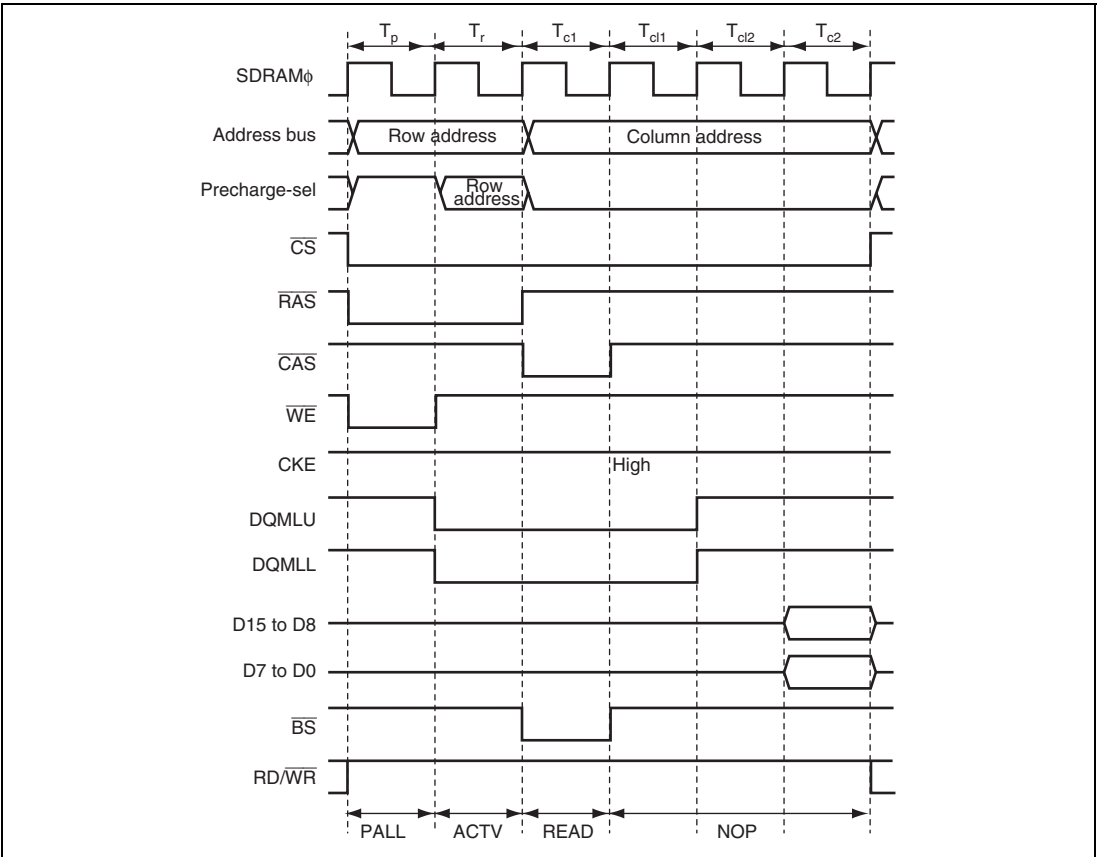 Tp Tr Tc1 Tcl1 Tcl2 Tc2
SDRAMϕ
Address bus Row address Column address
Precharge-sel Row address
CS
RAS
CAS
WE
CKE High
DQMLU
DQMLL
D15 to D8
D7 to D0
BS
RD/WR
PALL ACTV READ NOP